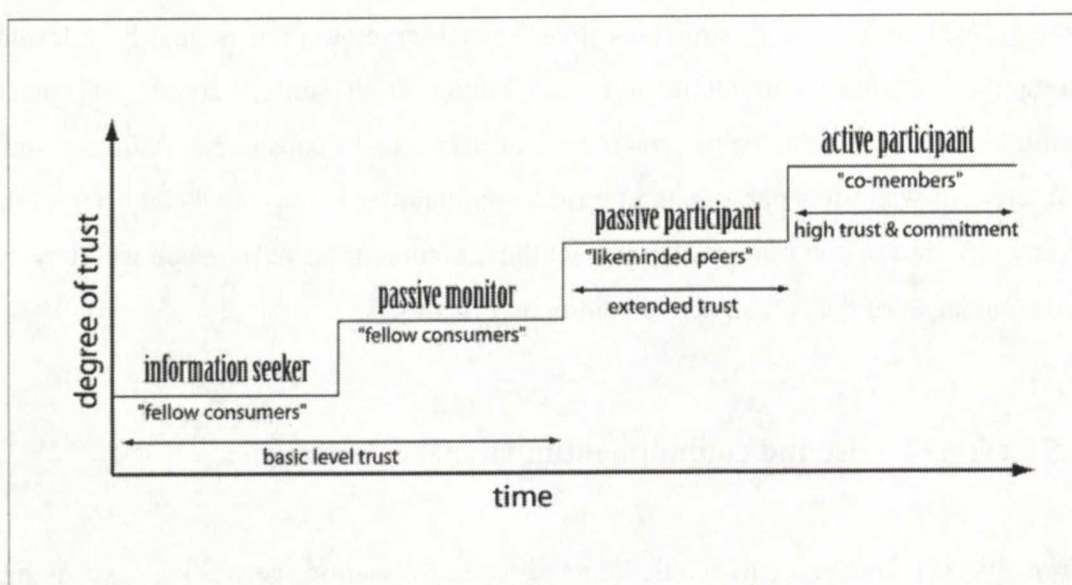 active participant
"co-members"
high trust & commitment
passive participant
"likeminded peers"
extended trust
passive monitor
"fellow consumers"
information seeker
"fellow consumers"
basic level trust
degree of trust
time